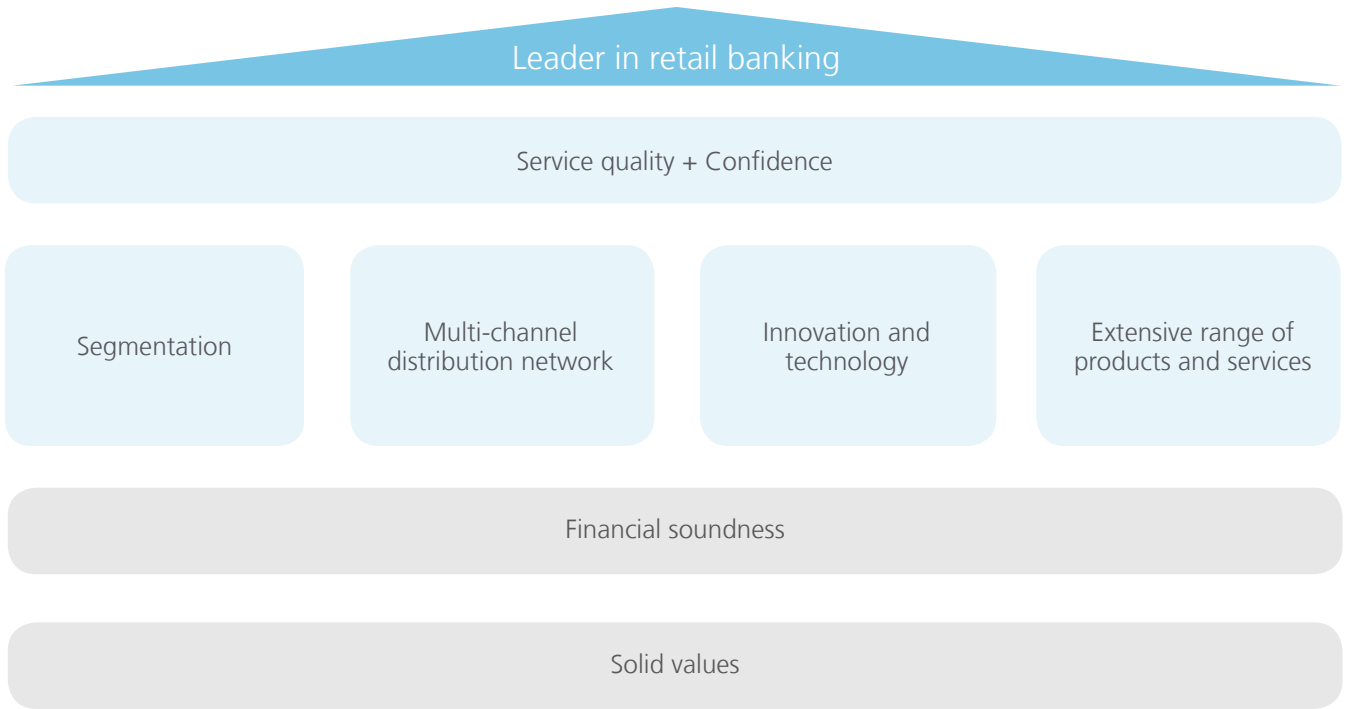 Leader in retail banking
Service quality + Confidence
Segmentation
Multi-channel
distribution network
Innovation and
technology
Extensive range of
products and services
Financial soundness
Solid values